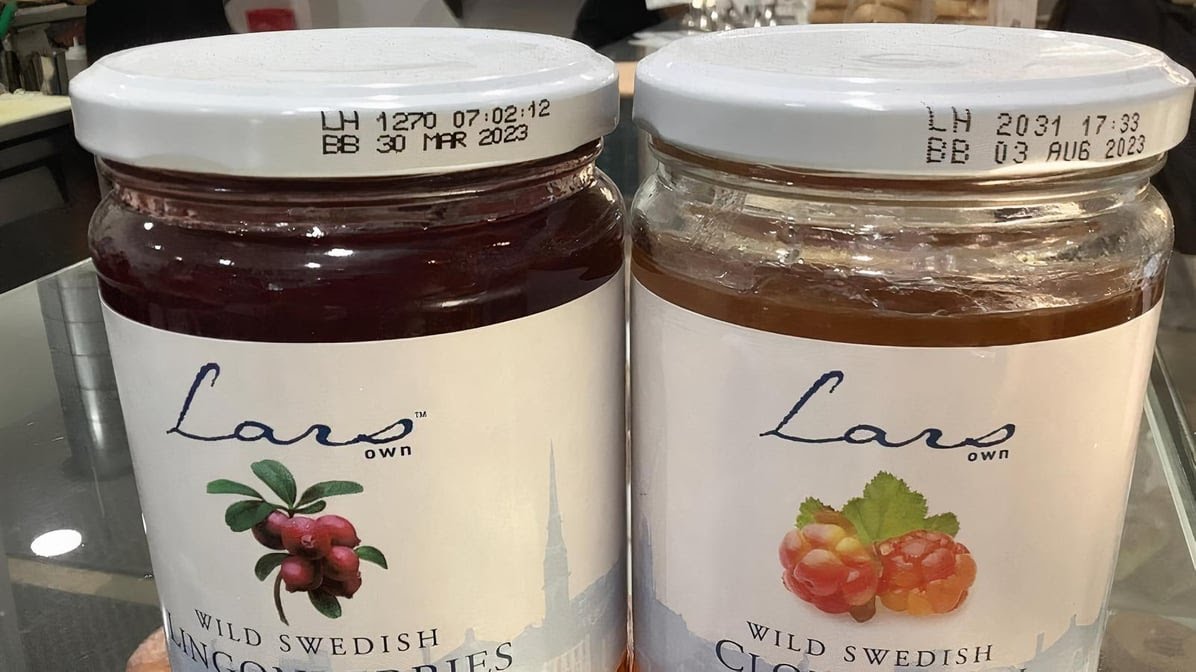 LH 1270 07:02:12
BB 30 MAR 2023
Lars™
own
WILD SWEDISH
LINGONBERRIES
LH 2031 17:33
BB 03 AUG 2023
Lars
own
WILD SWEDISH